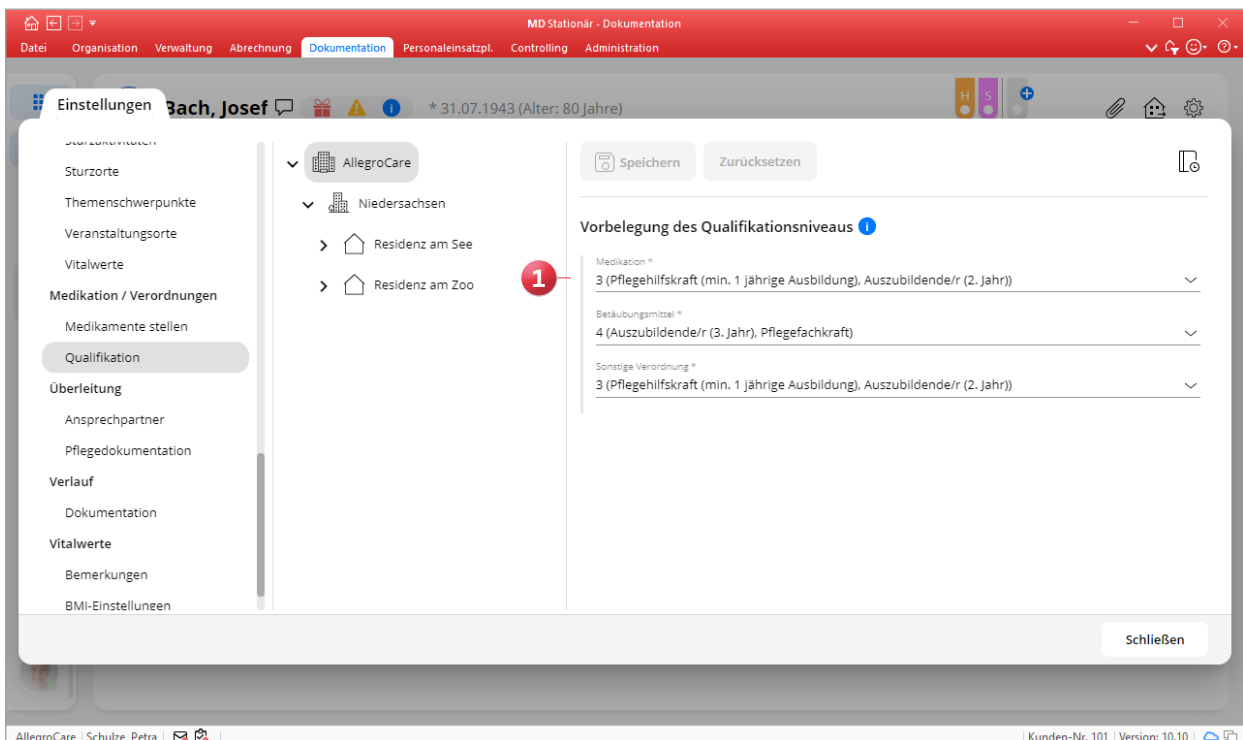 MD Stationär - Dokumentation
Datei Organisation Verwaltung Abrechnung Dokumentation Personaleinsatzpl. Controlling Administration
Einstellungen
Bach, Josef * 31.07.1943 (Alter: 80 Jahre)
H S
Sturzaktivitäten
Sturzorte
Themenschwerpunkte
Veranstaltungsorte
Vitalwerte
Medikation / Verordnungen
Medikamente stellen
Qualifikation
Überleitung
Ansprechpartner
Pflegedokumentation
Verlauf
Dokumentation
Vitalwerte
Bemerkungen
BMI-Einstellungen
AllegroCare
Niedersachsen
Residenz am See
Residenz am Zoo
Speichern Zurücksetzen
Vorbelegung des Qualifikationsniveaus i
1
Medikation *
3 (Pflegehilfskraft (min. 1 jährige Ausbildung), Auszubildende/r (2. Jahr))
Betäubungsmittel *
4 (Auszubildende/r (3. Jahr), Pflegefachkraft)
Sonstige Verordnung *
3 (Pflegehilfskraft (min. 1 jährige Ausbildung), Auszubildende/r (2. Jahr))
Schließen
AllegroCare Schulze, Petra Kunden-Nr. 101 Version: 10.10